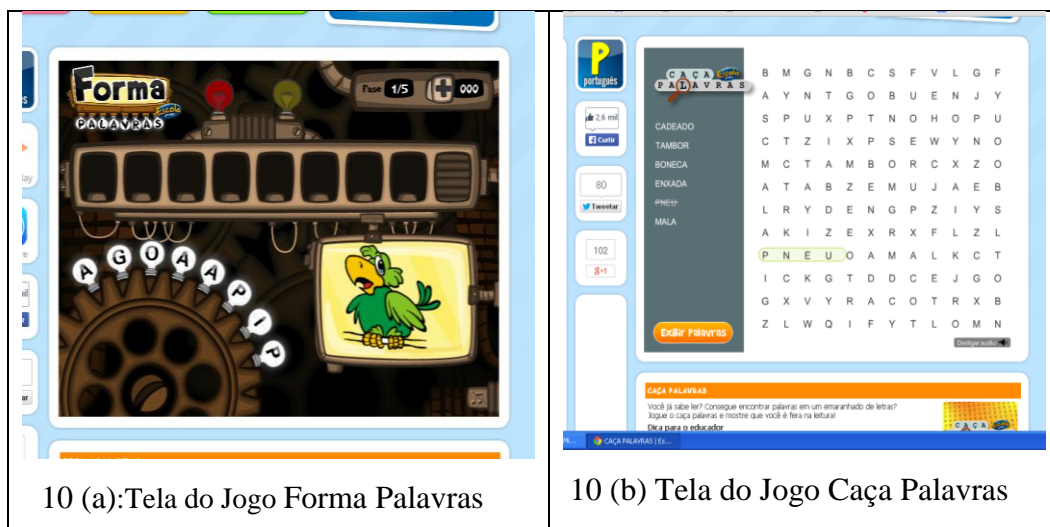 Forma
PALAVRAS
Escola
Fase 1/5
000
A G O A A P I P
10 (a):Tela do Jogo Forma Palavras
P
português
2,6 mil
Curtir
80
Tweetar
102
g+1
CAÇA Escola
PALAVRAS
CADEADO
TAMBOR
BONECA
ENXADA
PNEU
MALA
Exibir Palavras
B M G N B C S F V L G F
A Y N T G O B U E N J Y
S P U X P T N O H O P U
C T Z I X P S E W Y N O
M C T A M B O R C X Z O
A T A B Z E M U J A E B
L R Y D E N G P Z I Y S
A K I Z E X R X F L Z L
P N E U O A M A L K C T
I C K G T D D C E J G O
G X V Y R A C O T R X B
Z L W Q I F Y T L O M N
Desligar audio
CAÇA PALAVRAS
Você já sabe ler? Consegue encontrar palavras em um emaranhado de letras?
Jogue o caça palavras e mostre que você é fera na leitura!
Dica para o educador
CAÇA
CAÇA PALAVRAS | Es...
10 (b) Tela do Jogo Caça Palavras